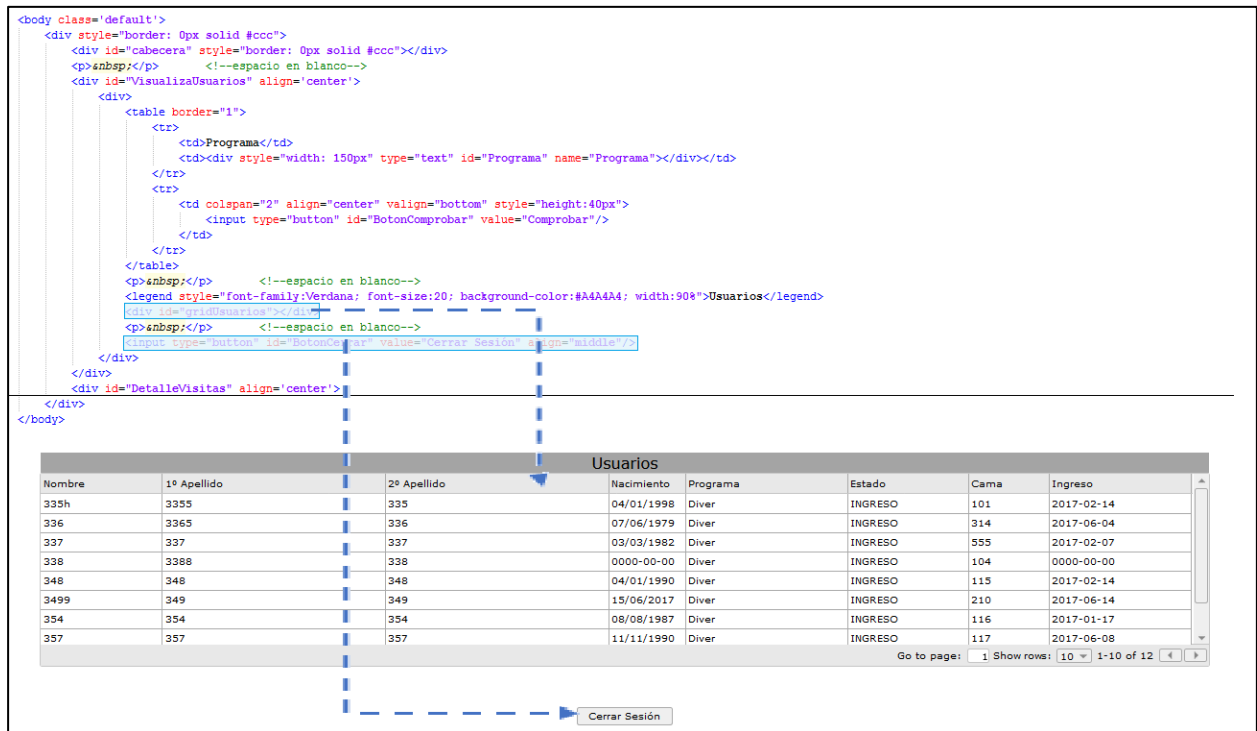 <body class='default'>
<div style="border: 0px solid #ccc">
<div id="cabecera" style="border: 0px solid #ccc"></div>
<p>&nbsp;</p> <!--espacio en blanco-->
<div id="VisualizaUsuarios" align='center'>
<div>
<table border="1">
<tr>
<td>Programa</td>
<td><div style="width: 150px" type="text" id="Programa" name="Programa"></div></td>
</tr>
<tr>
<td colspan="2" align="center" valign="bottom" style="height:40px">
<input type="button" id="BotonComprobar" value="Comprobar"/>
</td>
</tr>
</table>
<p>&nbsp;</p> <!--espacio en blanco-->
<legend style="font-family:Verdana; font-size:20; background-color:#A4A4A4; width:90%">Usuarios</legend>
<div id="gridUsuarios"></div>
<p>&nbsp;</p> <!--espacio en blanco-->
<input type="button" id="BotonCerrar" value="Cerrar Sesión" align="middle"/>
</div>
</div>
<div id="DetalleVisitas" align='center'>
</div>
</body>
Usuarios
Nombre 1º Apellido 2º Apellido Nacimiento Programa Estado Cama Ingreso
335h 3355 335 04/01/1998 Diver INGRESO 101 2017-02-14
336 3365 336 07/06/1979 Diver INGRESO 314 2017-06-04
337 337 337 03/03/1982 Diver INGRESO 555 2017-02-07
338 3388 338 0000-00-00 Diver INGRESO 104 0000-00-00
348 348 348 04/01/1990 Diver INGRESO 115 2017-02-14
3499 349 349 15/06/2017 Diver INGRESO 210 2017-06-14
354 354 354 08/08/1987 Diver INGRESO 116 2017-01-17
357 357 357 11/11/1990 Diver INGRESO 117 2017-06-08
Go to page: 1 Show rows: 10 1-10 of 12
Cerrar Sesión